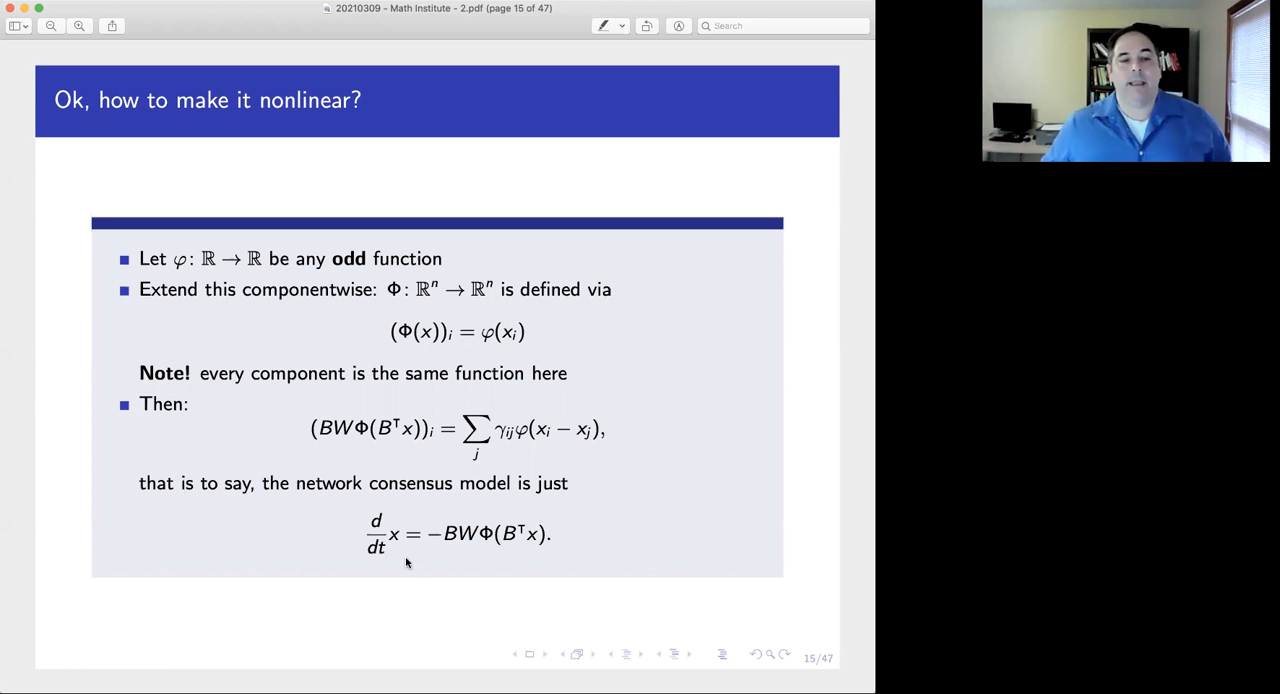 20210309 - Math Institute - 2.pdf (page 15 of 47)
Search
Ok, how to make it nonlinear?
Let φ: ℝ → ℝ be any odd function
Extend this componentwise: Φ: ℝⁿ → ℝⁿ is defined via
(Φ(x))ᵢ = φ(xᵢ)
Note! every component is the same function here
Then:
(BWΦ(Bᵀx))ᵢ = ∑ⱼ γᵢⱼφ(xᵢ − xⱼ),
that is to say, the network consensus model is just
d/dt x = −BWΦ(Bᵀx).
15/47